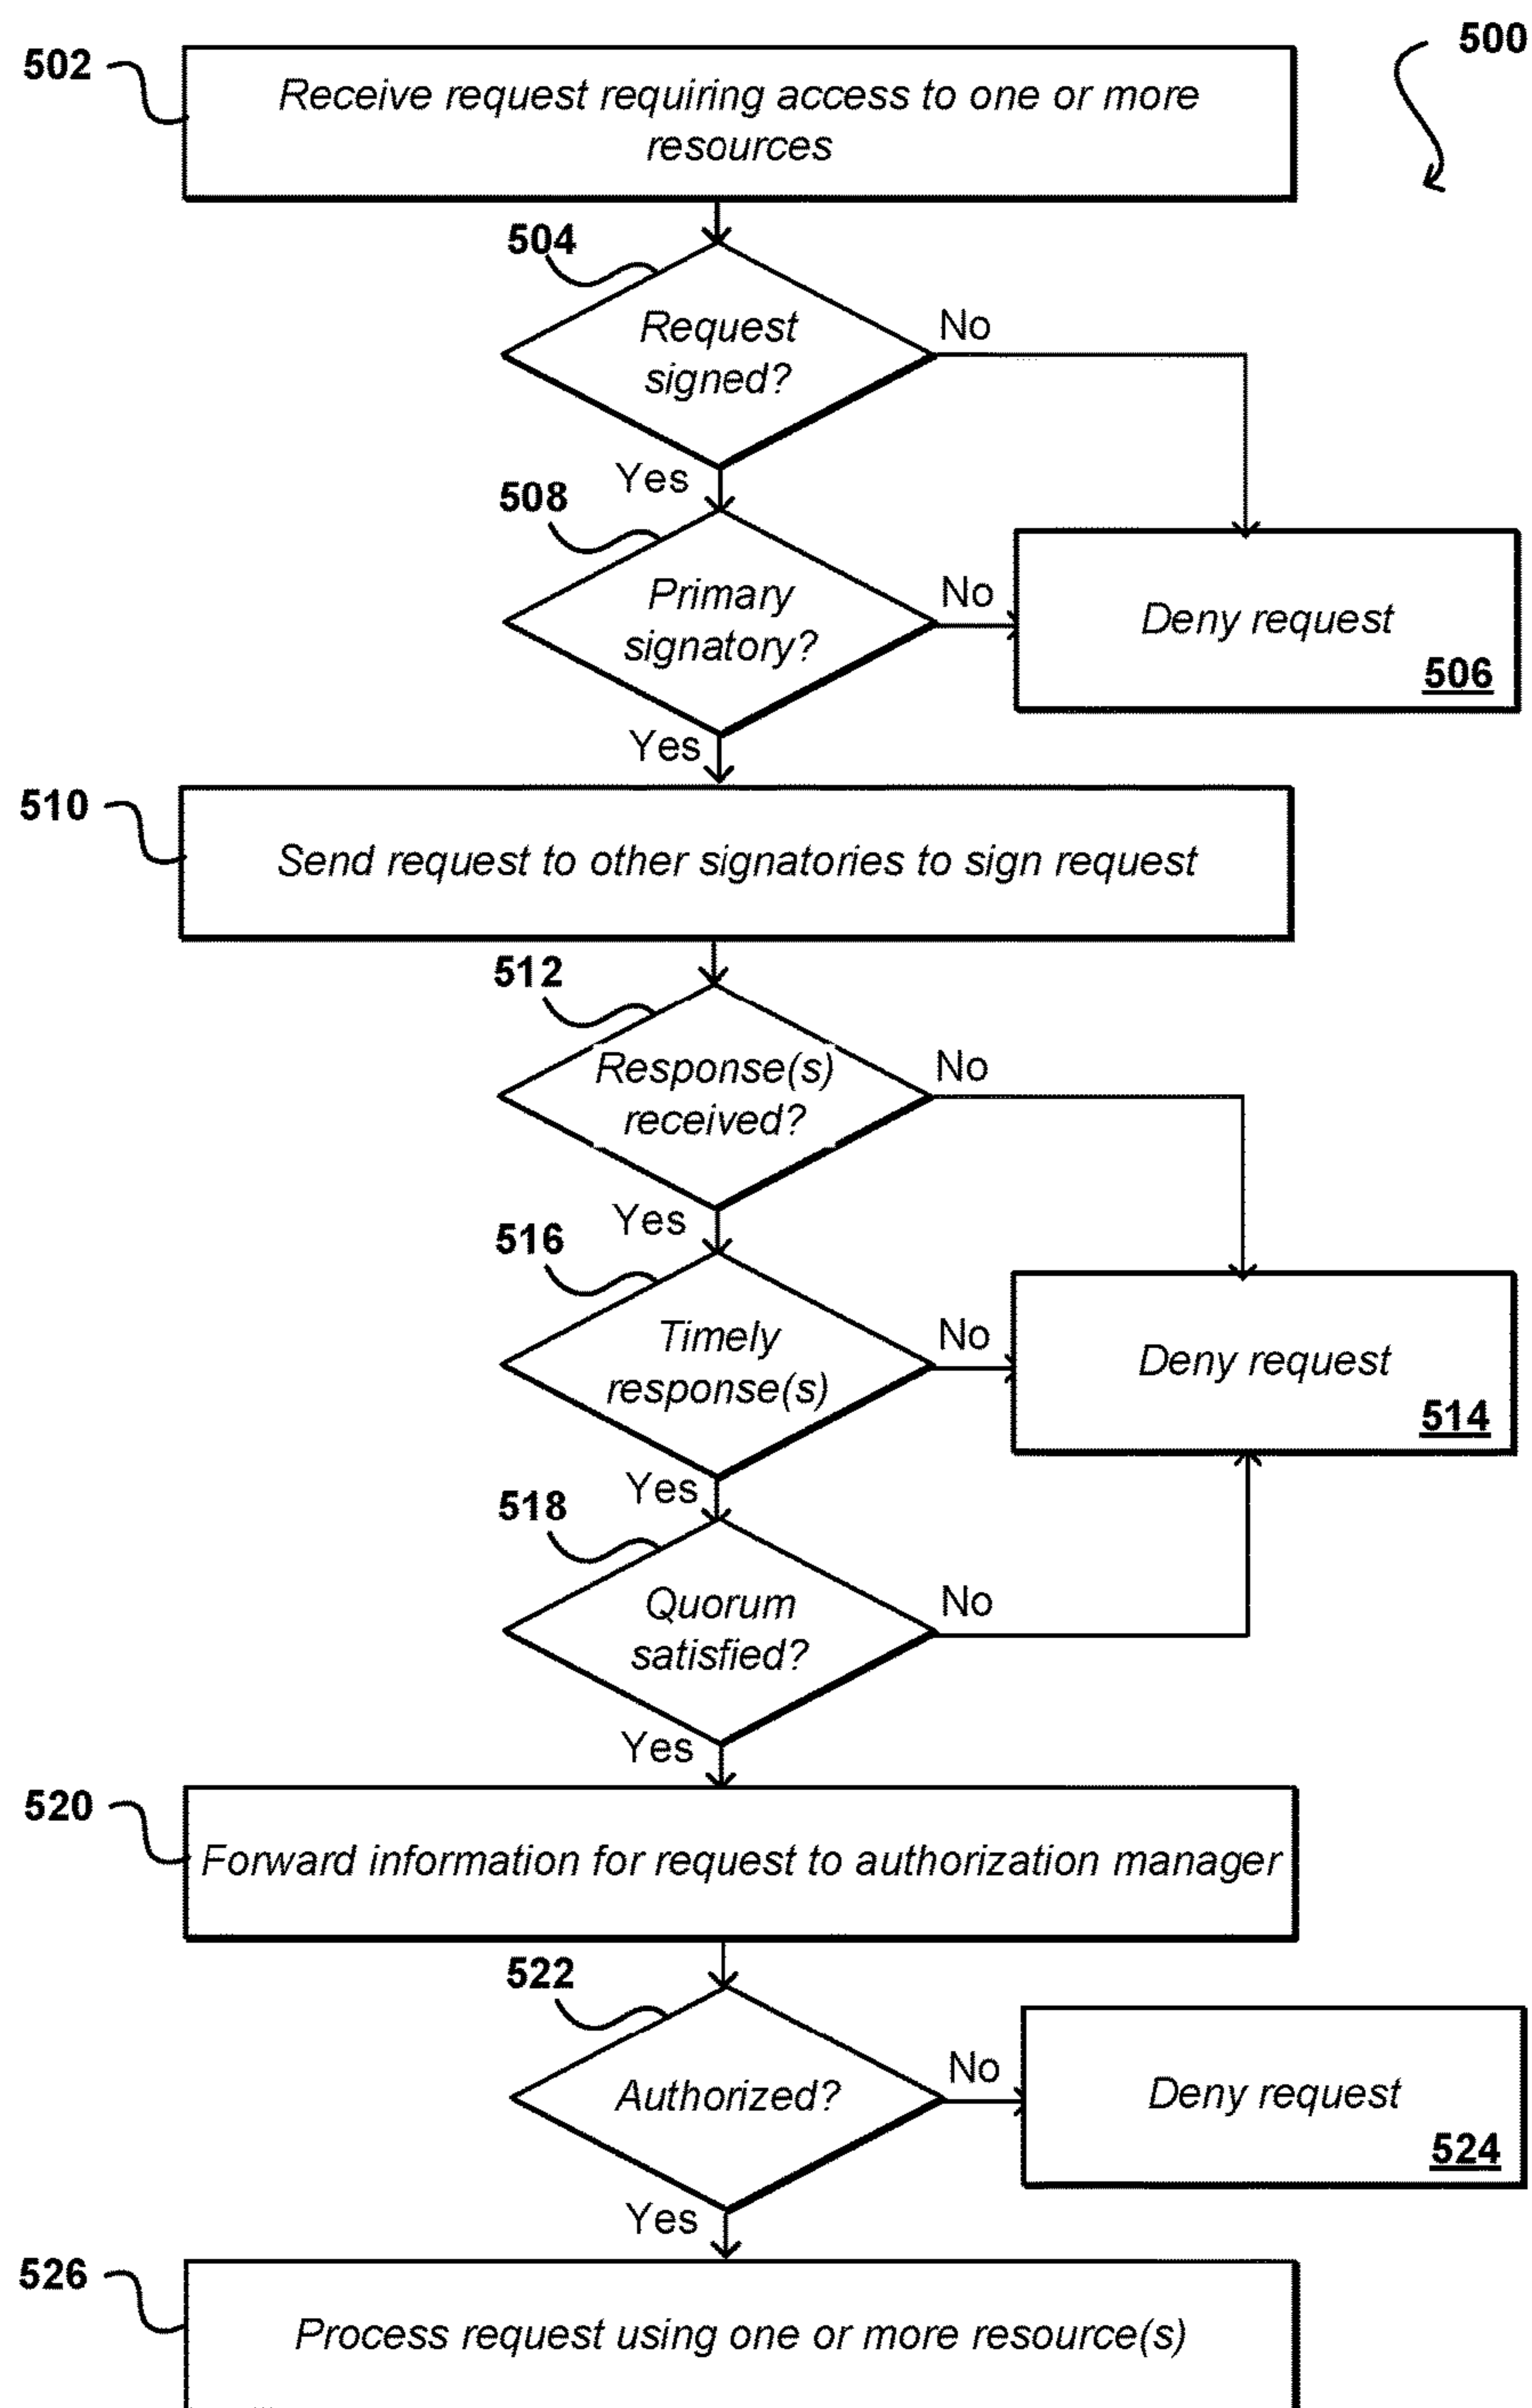 500
502
Receive request requiring access to one or more
resources
504
Request
signed?
No
Yes
508
Primary
signatory?
No
Deny request
506
Yes
510
Send request to other signatories to sign request
512
Response(s)
received?
No
Yes
516
Timely
response(s)
No
Deny request
514
Yes
518
Quorum
satisfied?
No
Yes
520
Forward information for request to authorization manager
522
Authorized?
No
Deny request
524
Yes
526
Process request using one or more resource(s)